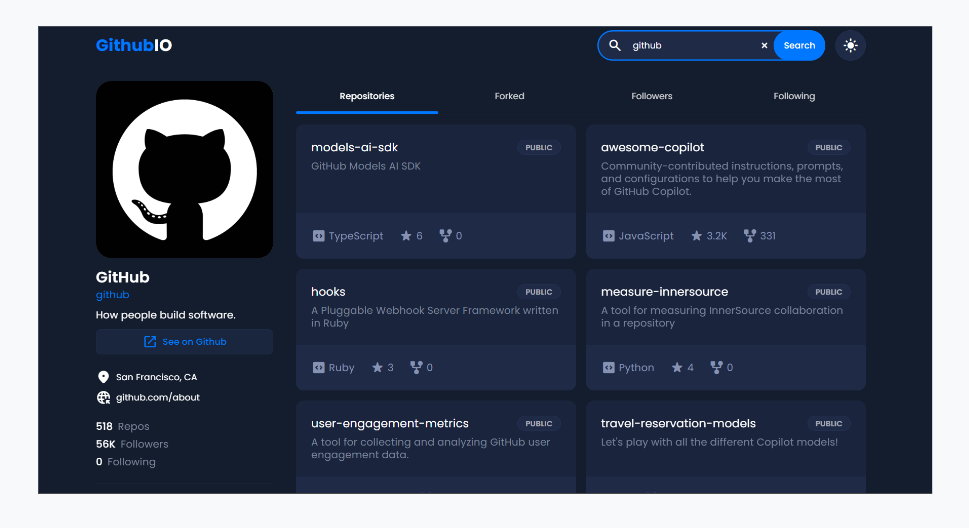 GithubIO
github
Search
GitHub
github
How people build software.
See on Github
San Francisco, CA
github.com/about
518 Repos
56K Followers
0 Following
Repositories Forked Followers Following
models-ai-sdk PUBLIC
GitHub Models AI SDK
TypeScript 6 0
awesome-copilot PUBLIC
Community-contributed instructions, prompts,
and configurations to help you make the most
of GitHub Copilot.
JavaScript 3.2K 331
hooks PUBLIC
A Pluggable Webhook Server Framework written
in Ruby
Ruby 3 0
measure-innersource PUBLIC
A tool for measuring InnerSource collaboration
in a repository
Python 4 0
user-engagement-metrics PUBLIC
A tool for collecting and analyzing GitHub user
engagement data.
travel-reservation-models PUBLIC
Let's play with all the different Copilot models!